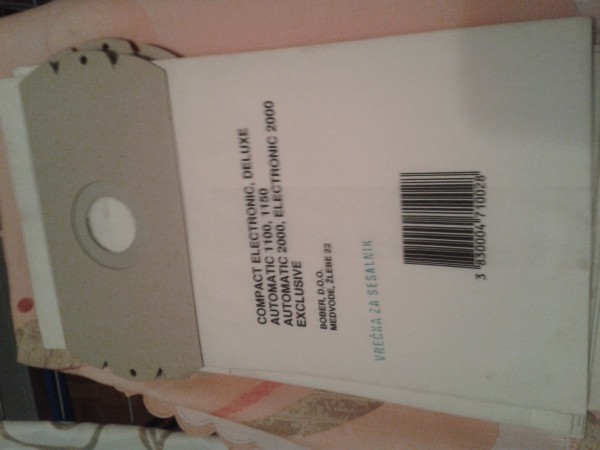 COMPACT ELECTRONIC, DELUXE
AUTOMATIC 1100, 1150
AUTOMATIC 2000, ELECTRONIC 2000
EXCLUSIVE
BOBER, D.O.O.
MEDVODE, ŽLEBE 22
VREČKA ZA SESALNIK
3 830004 710028